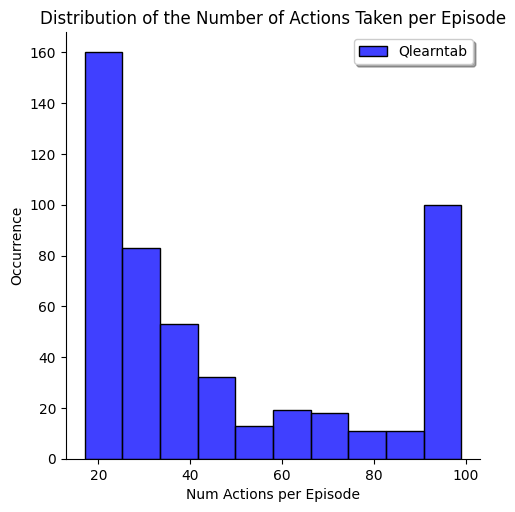 Distribution of the Number of Actions Taken per Episode
Qlearntab
160
140
120
100
80
60
40
20
0
Occurrence
20 40 60 80 100
Num Actions per Episode